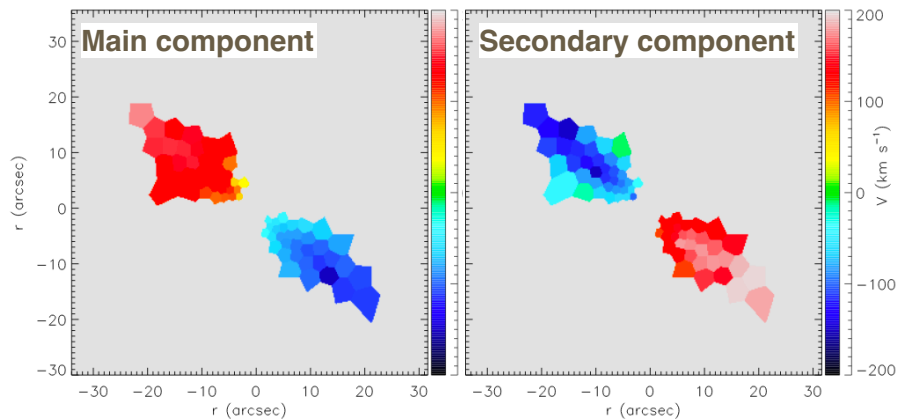 Main component
Secondary component
30
20
10
0
−10
−20
−30
r (arcsec)
−30 −20 −10 0 10 20 30
r (arcsec)
−30 −20 −10 0 10 20 30
r (arcsec)
200
100
0
−100
−200
V (km s⁻¹)